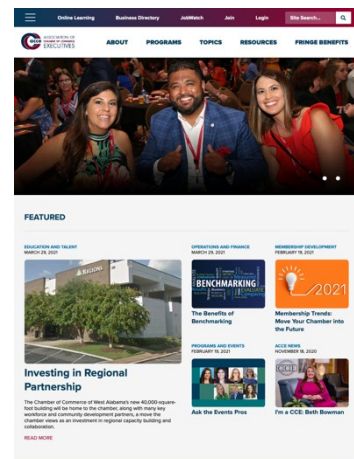 Online Learning Business Directory JobWatch Join Login Site Search...
ACCE ASSOCIATION OF
CHAMBER OF COMMERCE
EXECUTIVES
ABOUT PROGRAMS TOPICS RESOURCES FRINGE BENEFITS
FEATURED
EDUCATION AND TALENT
MARCH 29, 2021
REGIONS
Investing in Regional
Partnership
The Chamber of Commerce of West Alabama's new 40,000-square-
foot building will be home to the chamber, along with many key
workforce and community development partners, a move the
chamber views as an investment in regional capacity building and
collaboration.
READ MORE
OPERATIONS AND FINANCE
MARCH 29, 2021
BENCHMARKING
EVALUATE
The Benefits of
Benchmarking
MEMBERSHIP DEVELOPMENT
FEBRUARY 19, 2021
2021
Membership Trends:
Move Your Chamber into
the Future
PROGRAMS AND EVENTS
FEBRUARY 19, 2021
Ask the Events Pros
ACCE NEWS
NOVEMBER 18, 2020
I'm a CCE: Beth Bowman